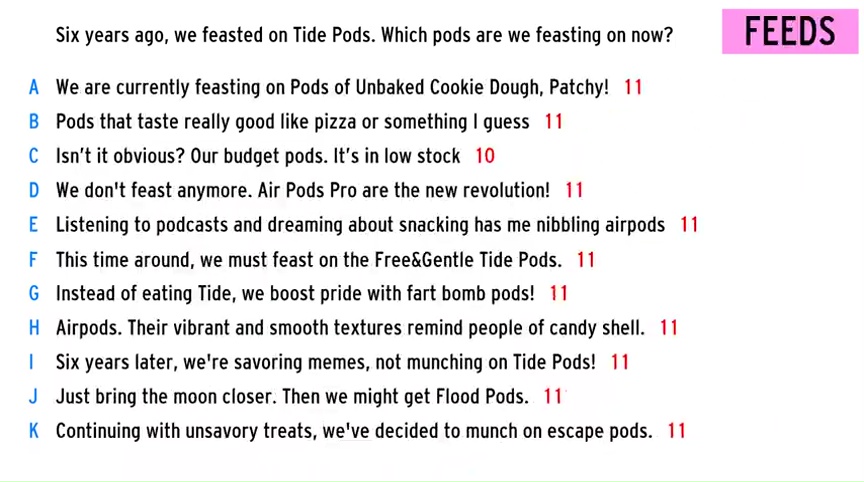 Six years ago, we feasted on Tide Pods. Which pods are we feasting on now?
FEEDS
A We are currently feasting on Pods of Unbaked Cookie Dough, Patchy! 11
B Pods that taste really good like pizza or something I guess 11
C Isn't it obvious? Our budget pods. It's in low stock 10
D We don't feast anymore. Air Pods Pro are the new revolution! 11
E Listening to podcasts and dreaming about snacking has me nibbling airpods 11
F This time around, we must feast on the Free&Gentle Tide Pods. 11
G Instead of eating Tide, we boost pride with fart bomb pods! 11
H Airpods. Their vibrant and smooth textures remind people of candy shell. 11
I Six years later, we're savoring memes, not munching on Tide Pods! 11
J Just bring the moon closer. Then we might get Flood Pods. 11
K Continuing with unsavory treats, we've decided to munch on escape pods. 11